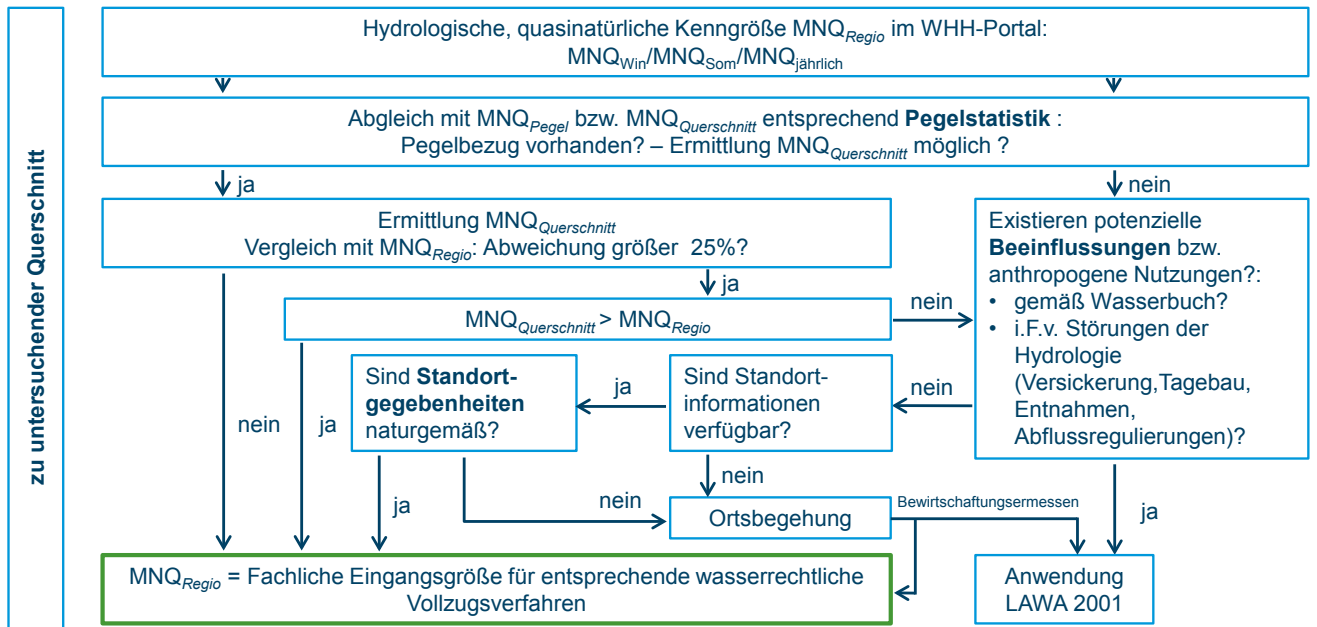 zu untersuchender Querschnitt
Hydrologische, quasinatürliche Kenngröße MNQRegio im WHH-Portal:
MNQWin/MNQSom/MNQjährlich
Abgleich mit MNQPegel bzw. MNQQuerschnitt entsprechend Pegelstatistik :
Pegelbezug vorhanden? – Ermittlung MNQQuerschnitt möglich ?
ja
nein
Ermittlung MNQQuerschnitt
Vergleich mit MNQRegio: Abweichung größer 25%?
Existieren potenzielle
Beeinflussungen bzw.
anthropogene Nutzungen?:
• gemäß Wasserbuch?
• i.F.v. Störungen der
Hydrologie
(Versickerung,Tagebau,
Entnahmen,
Abflussregulierungen)?
ja
nein
MNQQuerschnitt > MNQRegio
Sind Standort-
gegebenheiten
naturgemäß?
ja
Sind Standort-
informationen
verfügbar?
nein
nein
ja
nein
ja
nein
Ortsbegehung
Bewirtschaftungsermessen
ja
MNQRegio = Fachliche Eingangsgröße für entsprechende wasserrechtliche
Vollzugsverfahren
Anwendung
LAWA 2001